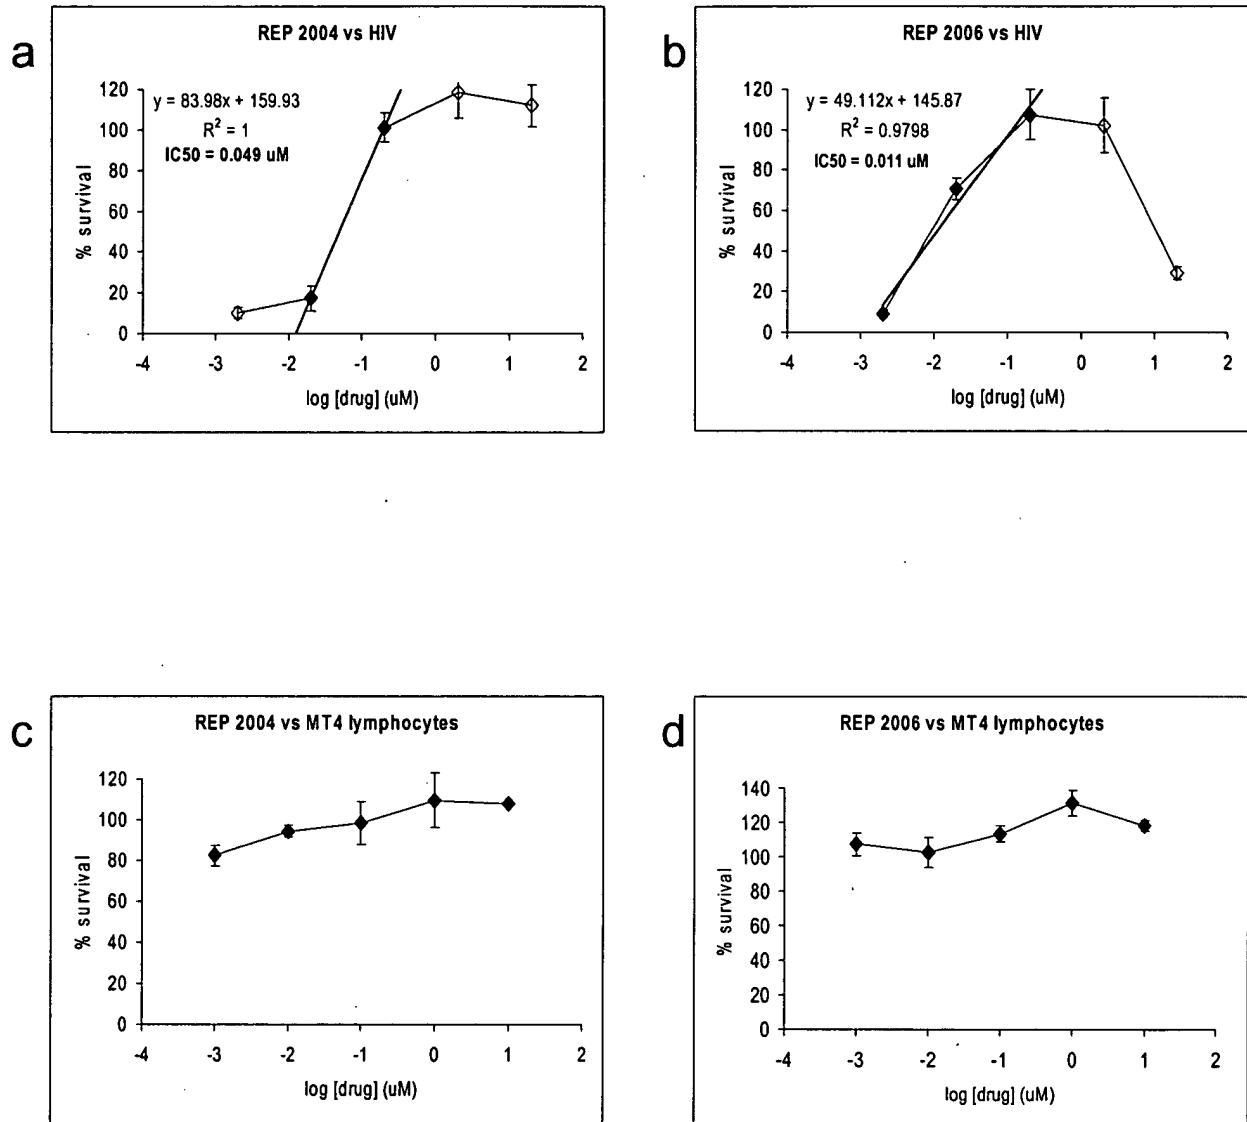 a
REP 2004 vs HIV
y = 83.98x + 159.93
R² = 1
IC50 = 0.049 uM
% survival
120
100
80
60
40
20
0
-4 -3 -2 -1 0 1 2
log [drug] (uM)
b
REP 2006 vs HIV
y = 49.112x + 145.87
R² = 0.9798
IC50 = 0.011 uM
% survival
120
100
80
60
40
20
0
-4 -3 -2 -1 0 1 2
log [drug] (uM)
c
REP 2004 vs MT4 lymphocytes
% survival
120
100
80
60
40
20
0
-4 -3 -2 -1 0 1 2
log [drug] (uM)
d
REP 2006 vs MT4 lymphocytes
% survival
140
120
100
80
60
40
20
0
-4 -3 -2 -1 0 1 2
log [drug] (uM)